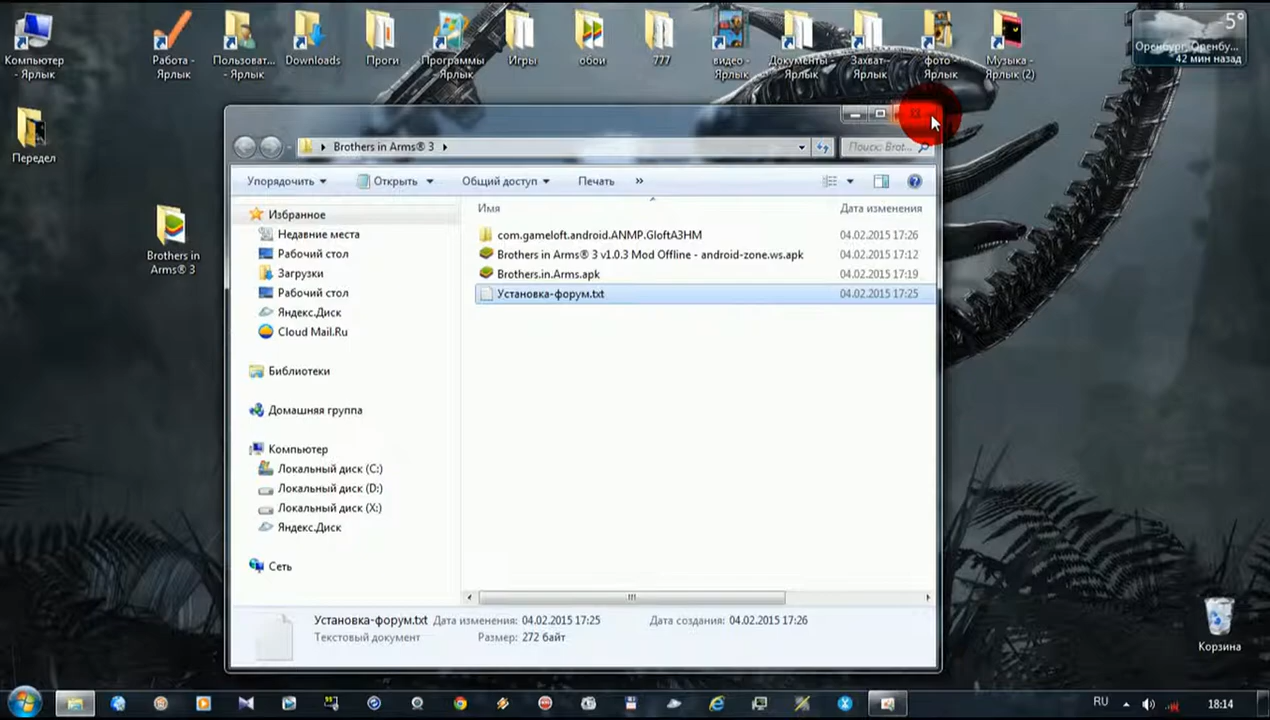 Компьютер
- Ярлык
Работа -
Ярлык
Пользоват...
- Ярлык
Downloads
Проги
Программы
- Ярлык
Игры
обои
777
видео -
Ярлык
Документы -
Ярлык
Захват -
Ярлык
фото -
Ярлык
Музыка -
Ярлык (2)
5°
Оренбург, Оренбу...
42 мин назад
Передел
Brothers in
Arms® 3
Brothers in Arms® 3
Поиск: Brot...
Упорядочить
Открыть
Общий доступ
Печать
»
Имя
Дата изменения
com.gameloft.android.ANMP.GloftA3HM 04.02.2015 17:26
Brothers in Arms® 3 v1.0.3 Mod Offline - android-zone.ws.apk 04.02.2015 17:12
Brothers.in.Arms.apk 04.02.2015 17:19
Установка-форум.txt 04.02.2015 17:25
Избранное
Недавние места
Рабочий стол
Загрузки
Рабочий стол
Яндекс.Диск
Cloud Mail.Ru
Библиотеки
Домашняя группа
Компьютер
Локальный диск (C:)
Локальный диск (D:)
Локальный диск (X:)
Яндекс.Диск
Сеть
Установка-форум.txt Дата изменения: 04.02.2015 17:25 Дата создания: 04.02.2015 17:26
Текстовый документ Размер: 272 байт
Корзина
RU
18:14